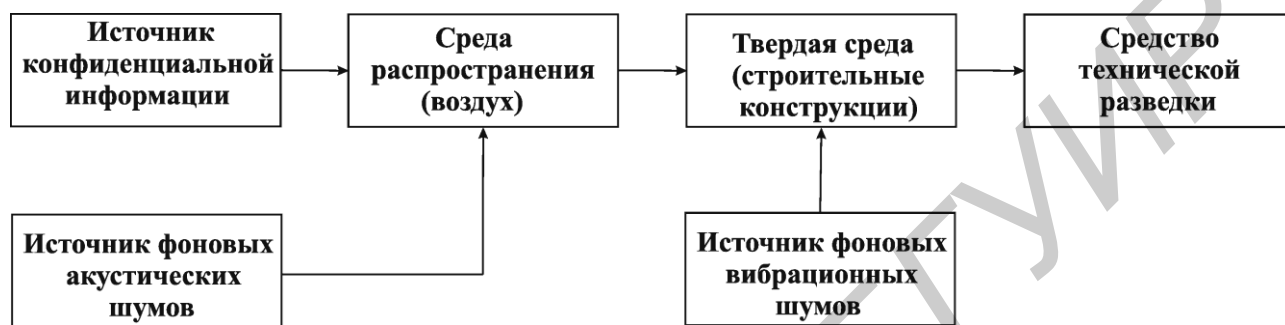 Источник
конфиденциальной
информации
Среда
распространения
(воздух)
Твердая среда
(строительные
конструкции)
Средство
технической
разведки
Источник фоновых
акустических
шумов
Источник фоновых
вибрационных
шумов
ГУИР